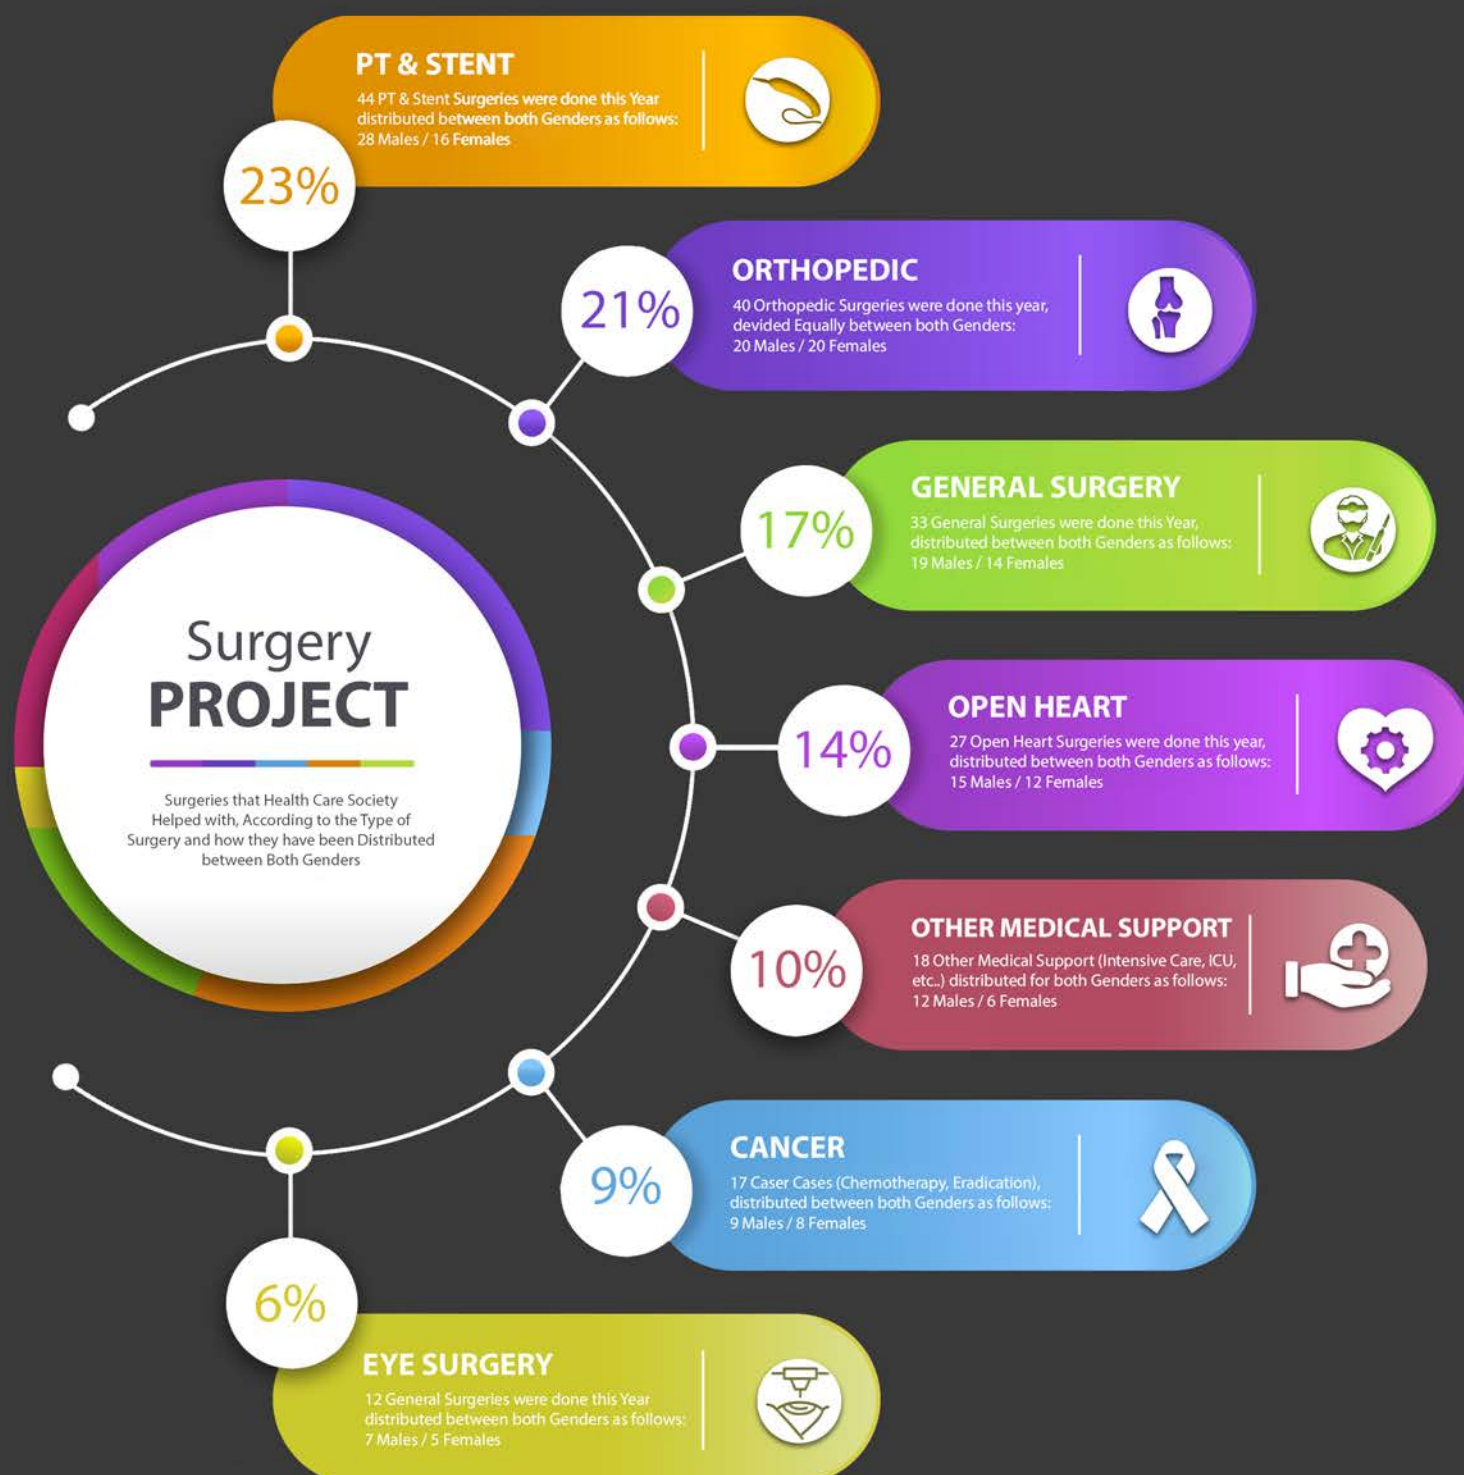 PT & STENT
44 PT & Stent Surgeries were done this Year
distributed between both Genders as follows:
28 Males / 16 Females
23%
ORTHOPEDIC
40 Orthopedic Surgeries were done this year,
devided Equally between both Genders:
20 Males / 20 Females
21%
GENERAL SURGERY
33 General Surgeries were done this Year,
distributed between both Genders as follows:
19 Males / 14 Females
17%
Surgery
PROJECT
Surgeries that Health Care Society
Helped with, According to the Type of
Surgery and how they have been Distributed
between Both Genders
OPEN HEART
27 Open Heart Surgeries were done this year,
distributed between both Genders as follows:
15 Males / 12 Females
14%
OTHER MEDICAL SUPPORT
18 Other Medical Support (Intensive Care, ICU,
etc..) distributed for both Genders as follows:
12 Males / 6 Females
10%
CANCER
17 Caser Cases (Chemotherapy, Eradication),
distributed between both Genders as follows:
9 Males / 8 Females
9%
6%
EYE SURGERY
12 General Surgeries were done this Year
distributed between both Genders as follows:
7 Males / 5 Females